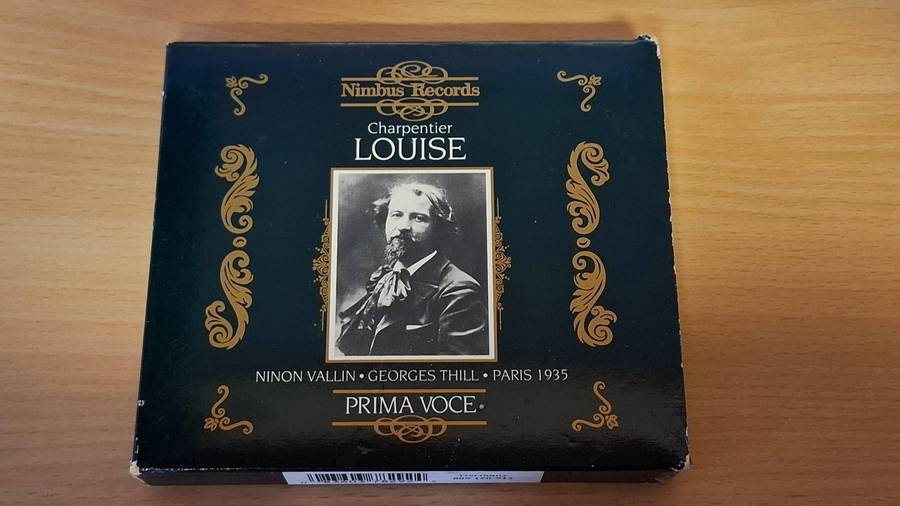 Nimbus Records
Charpentier
LOUISE
NINON VALLIN • GEORGES THILL • PARIS 1935
PRIMA VOCE